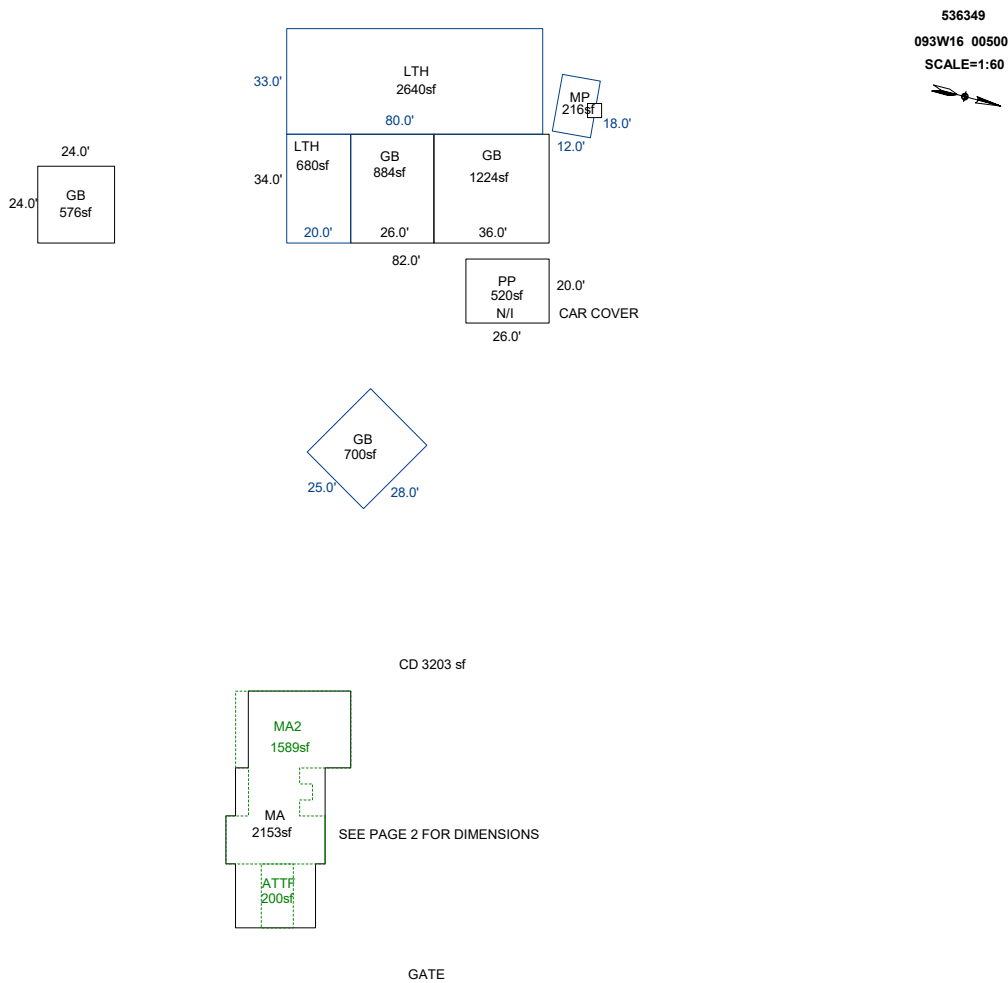 536349
093W16 00500
SCALE=1:60
LTH
2640sf
33.0'
80.0'
MP
216sf
18.0'
12.0'
24.0'
24.0'
GB
576sf
LTH
680sf
34.0'
20.0'
GB
884sf
26.0'
GB
1224sf
36.0'
82.0'
PP
520sf
N/I
20.0'
CAR COVER
26.0'
GB
700sf
25.0'
28.0'
CD 3203 sf
MA2
1589sf
MA
2153sf
SEE PAGE 2 FOR DIMENSIONS
ATTF
200sf
GATE